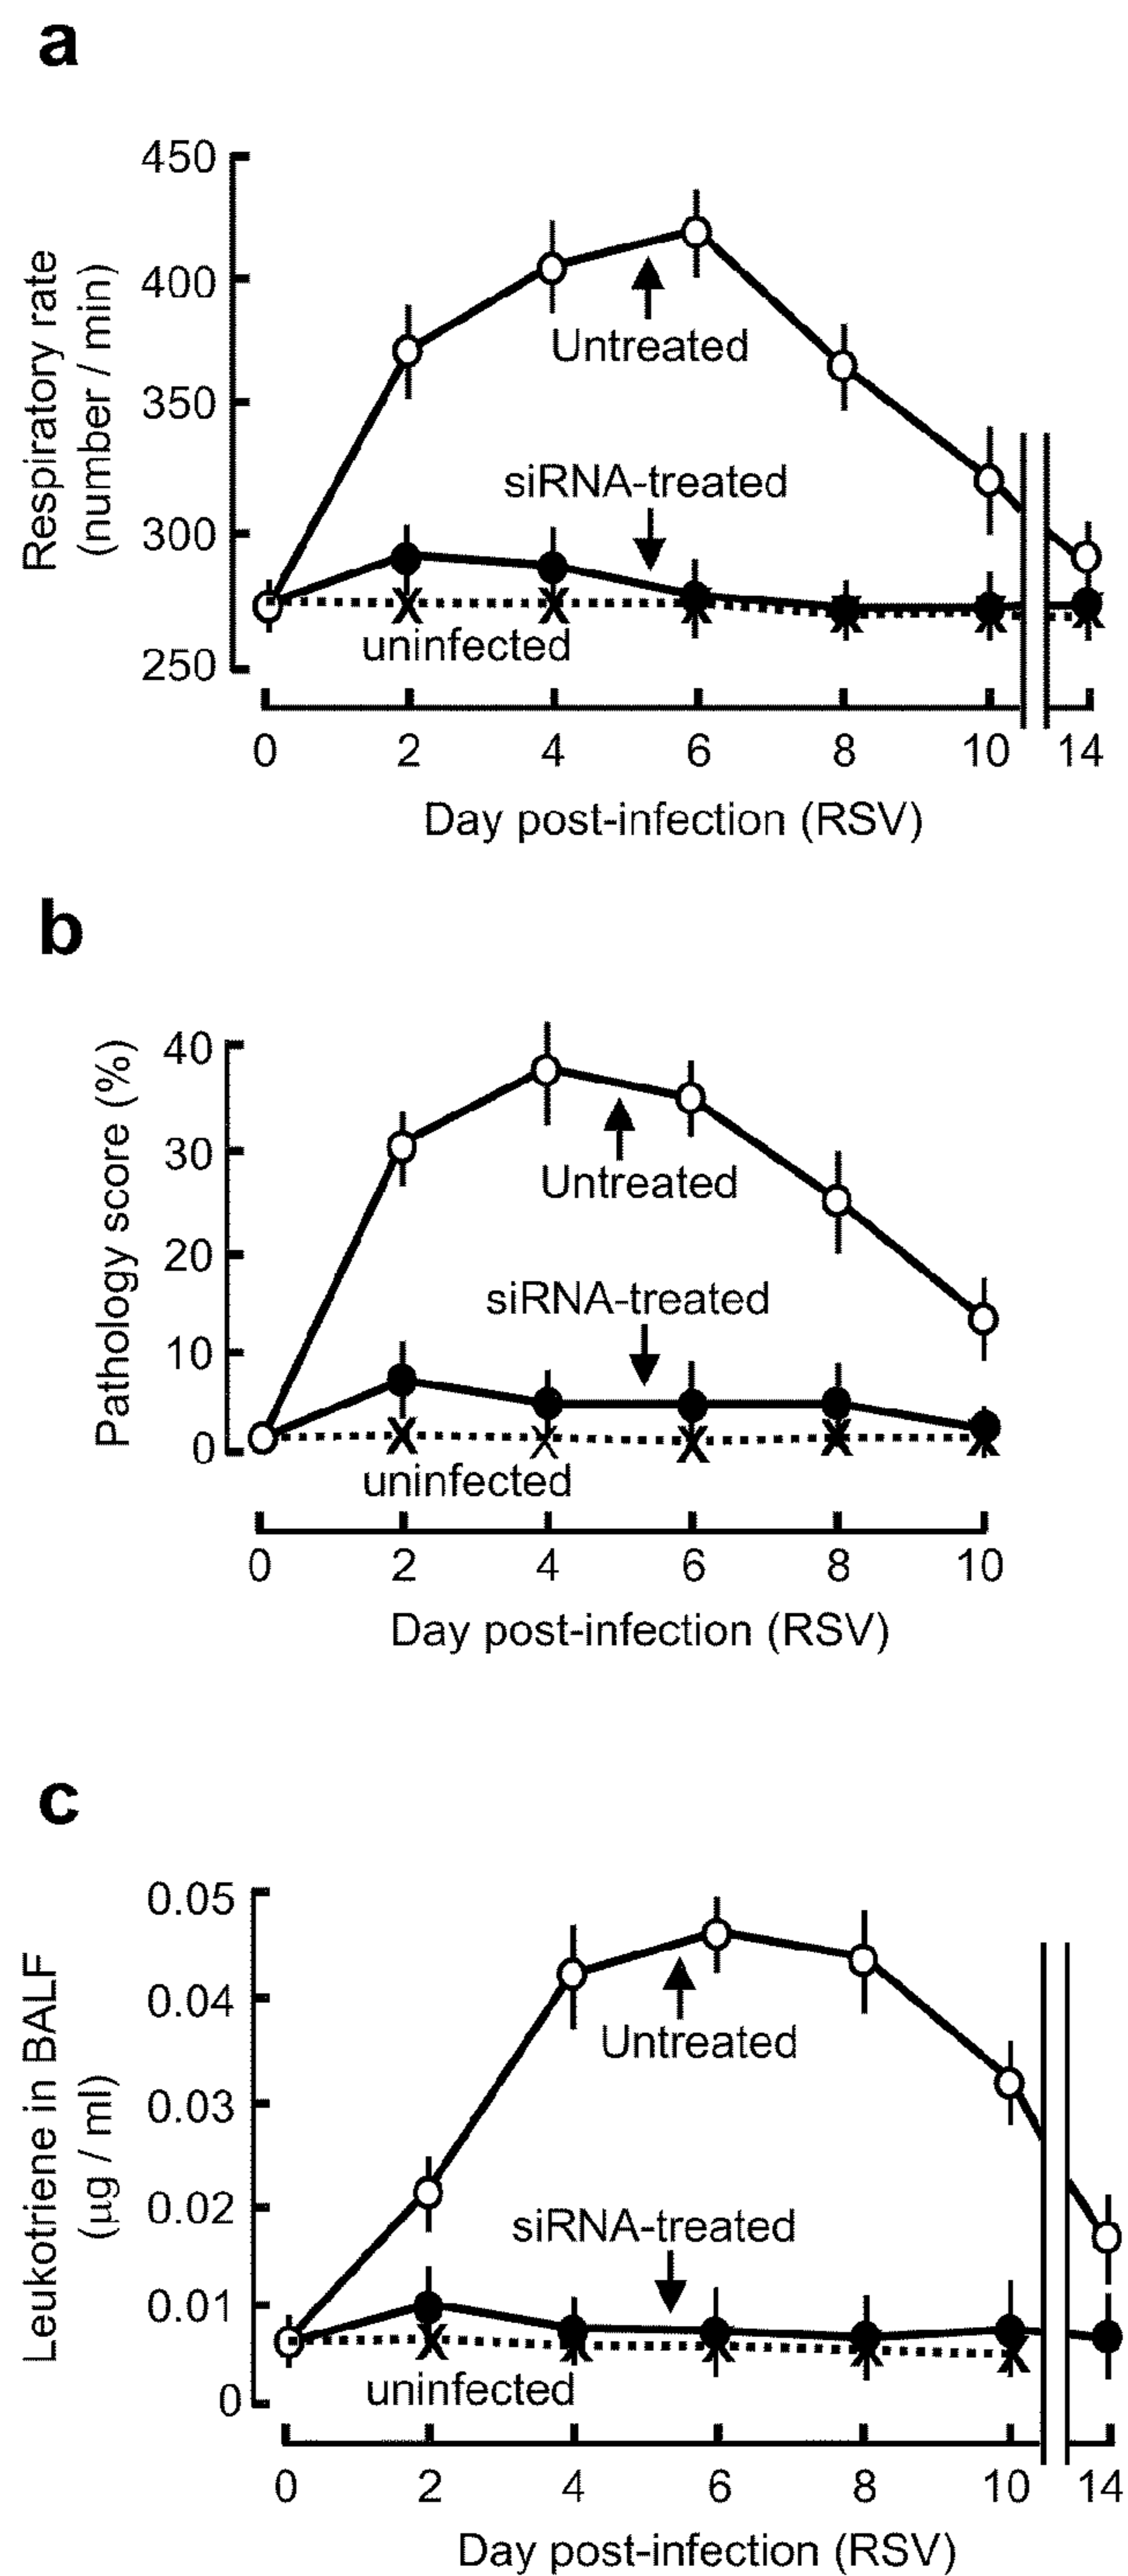 a
450
400
350
300
250
Respiratory rate
(number / min)
Untreated
siRNA-treated
uninfected
0 2 4 6 8 10 14
Day post-infection (RSV)
b
40
30
20
10
0
Pathology score (%)
Untreated
siRNA-treated
uninfected
0 2 4 6 8 10
Day post-infection (RSV)
c
0.05
0.04
0.03
0.02
0.01
0
Leukotriene in BALF
(µg / ml)
Untreated
siRNA-treated
uninfected
0 2 4 6 8 10 14
Day post-infection (RSV)